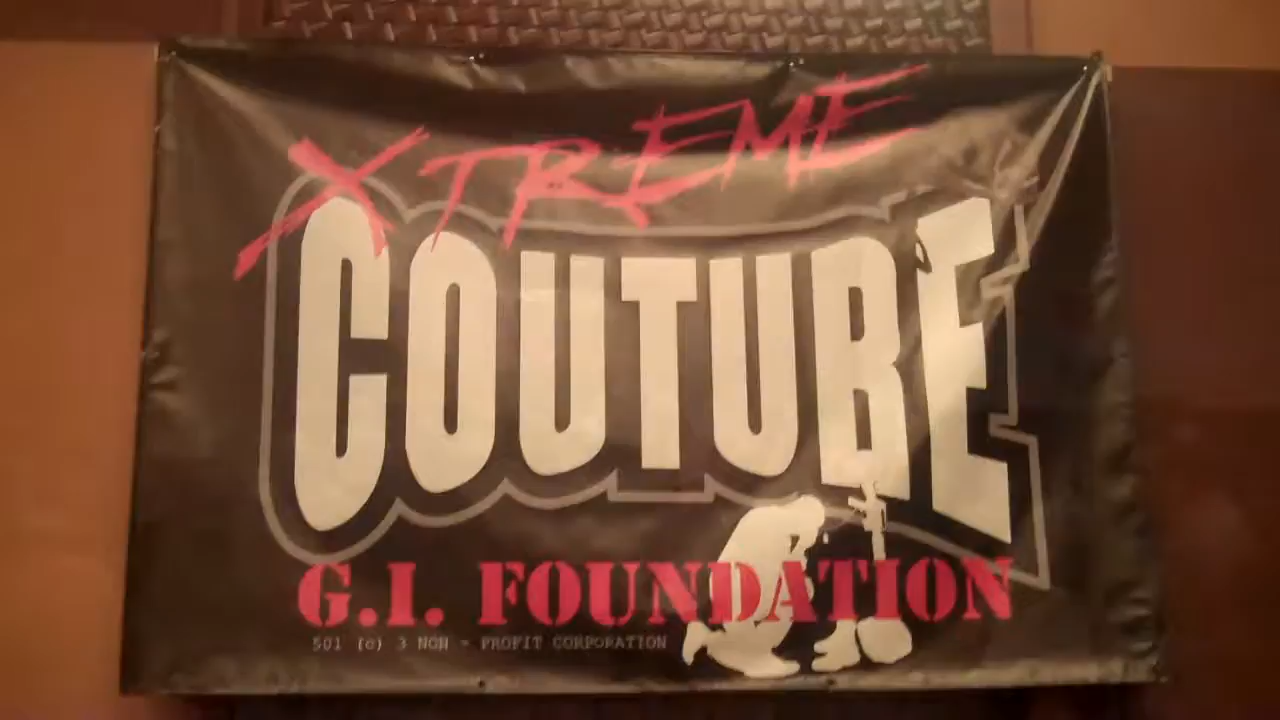 XTREME
COUTURE
G.I. FOUNDATION
501 (c) 3 NON - PROFIT CORPORATION